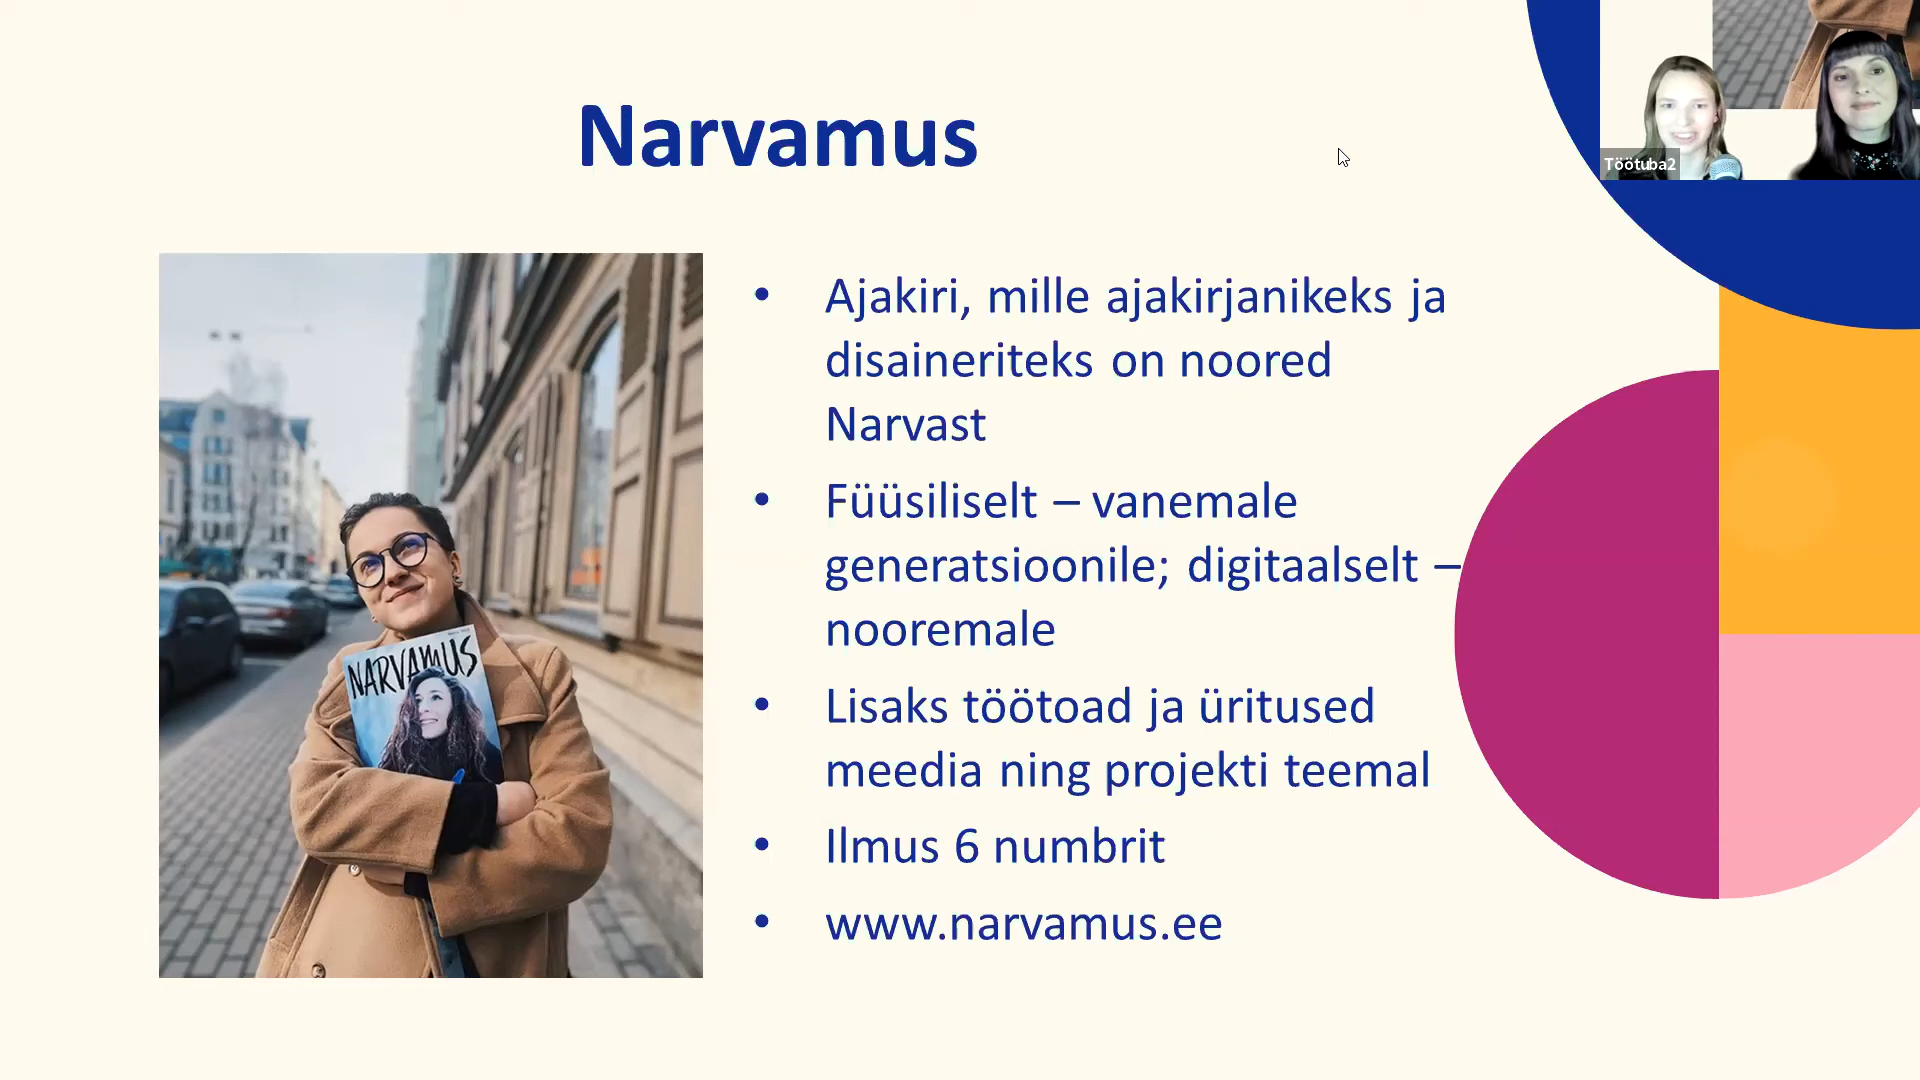 Narvamus
Töötuba2
NARVAMUS
• Ajakiri, mille ajakirjanikeks ja
disaineriteks on noored
Narvast
• Füüsiliselt – vanemale
generatsioonile; digitaalselt –
nooremale
• Lisaks töötoad ja üritused
meedia ning projekti teemal
• Ilmus 6 numbrit
• www.narvamus.ee